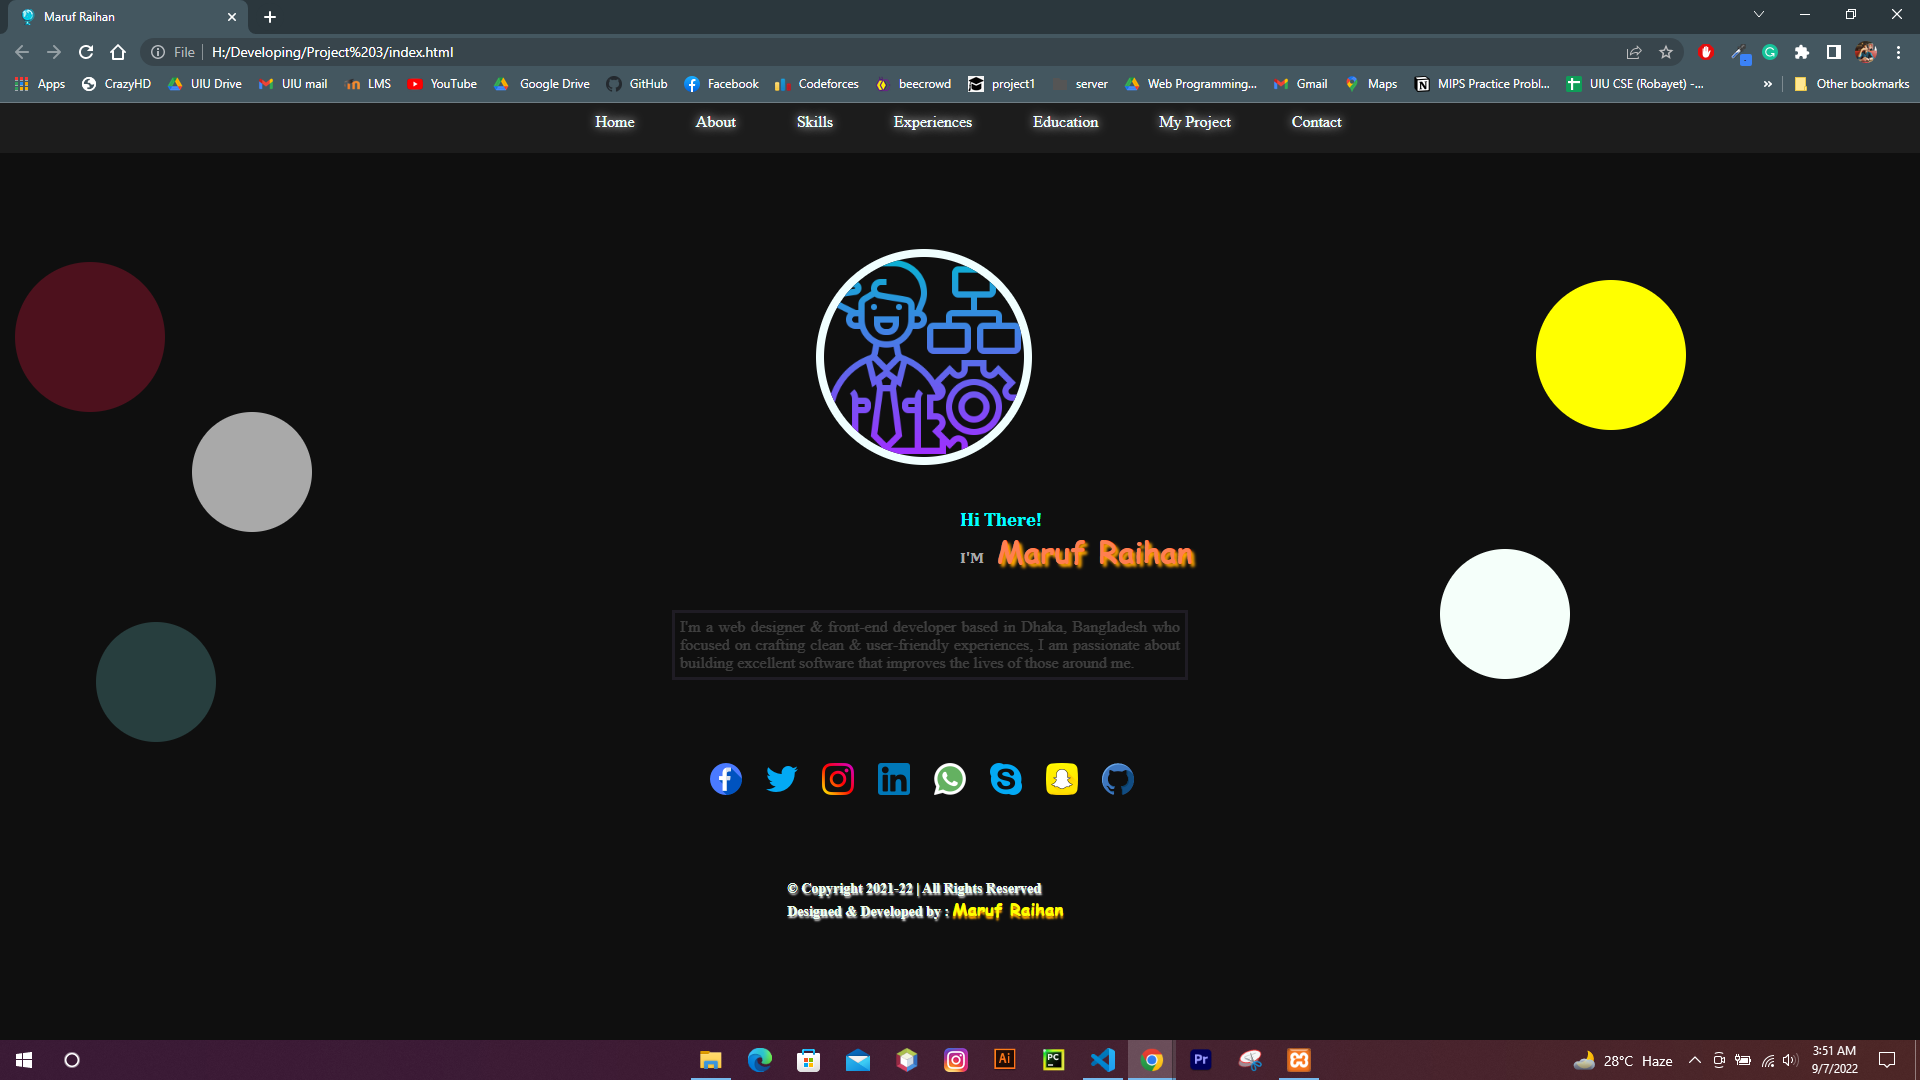 Maruf Raihan
File
H:/Developing/Project%203/index.html
Apps
CrazyHD
UIU Drive
UIU mail
LMS
YouTube
Google Drive
GitHub
Facebook
Codeforces
beecrowd
project1
server
Web Programming...
Gmail
Maps
MIPS Practice Probl...
UIU CSE (Robayet) -...
»
Other bookmarks
Home
About
Skills
Experiences
Education
My Project
Contact
Hi There!
I'M Maruf Raihan
I'm a web designer & front-end developer based in Dhaka, Bangladesh who
focused on crafting clean & user-friendly experiences, I am passionate about
building excellent software that improves the lives of those around me.
in
© Copyright 2021-22 | All Rights Reserved
Designed & Developed by : Maruf Raihan
Ai
PC
Pr
28°C Haze
3:51 AM
9/7/2022